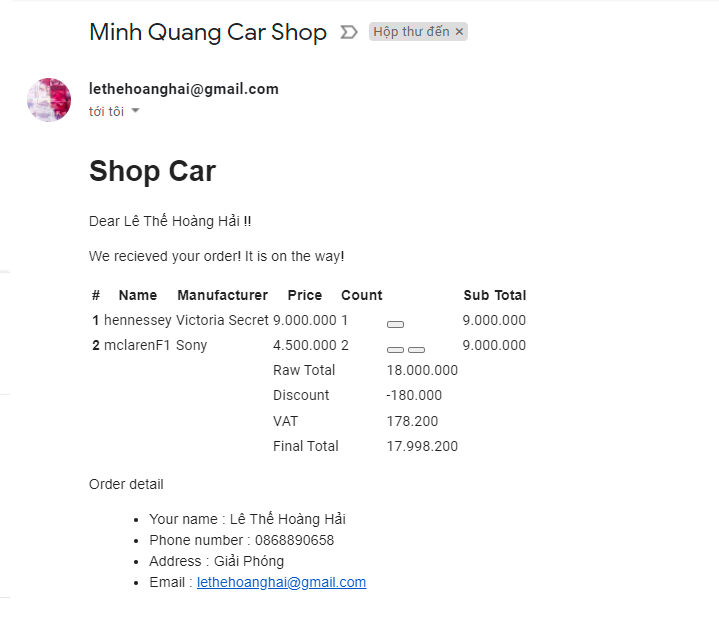 Minh Quang Car Shop Hộp thư đến ×
lethehoanghai@gmail.com
tới tôi
Shop Car
Dear Lê Thế Hoàng Hải !!
We recieved your order! It is on the way!
# Name Manufacturer Price Count Sub Total
1 hennessey Victoria Secret 9.000.000 1 9.000.000
2 mclarenF1 Sony 4.500.000 2 9.000.000
Raw Total 18.000.000
Discount -180.000
VAT 178.200
Final Total 17.998.200
Order detail
• Your name : Lê Thế Hoàng Hải
• Phone number : 0868890658
• Address : Giải Phóng
• Email : lethehoanghai@gmail.com